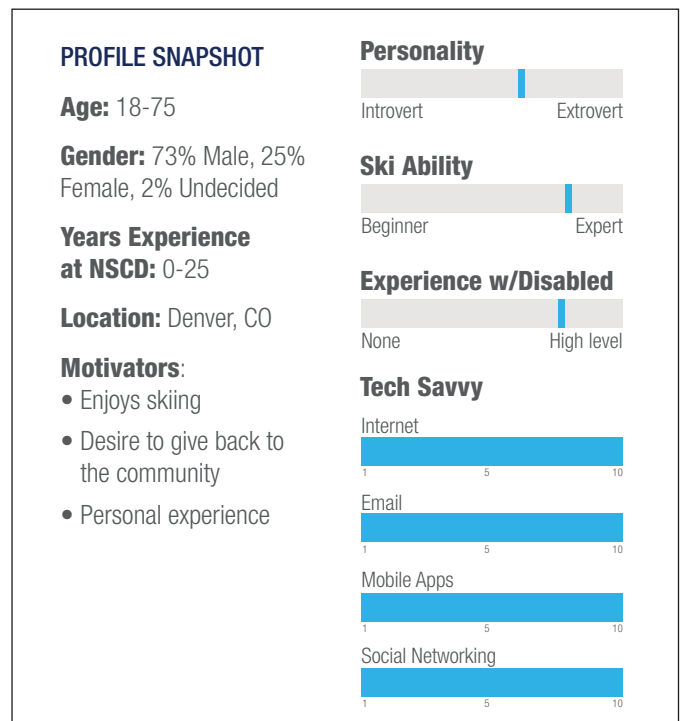 PROFILE SNAPSHOT
Age: 18-75
Gender: 73% Male, 25%
Female, 2% Undecided
Years Experience
at NSCD: 0-25
Location: Denver, CO
Motivators:
• Enjoys skiing
• Desire to give back to
the community
• Personal experience
Personality
Introvert Extrovert
Ski Ability
Beginner Expert
Experience w/Disabled
None High level
Tech Savvy
Internet
1 5 10
Email
1 5 10
Mobile Apps
1 5 10
Social Networking
1 5 10